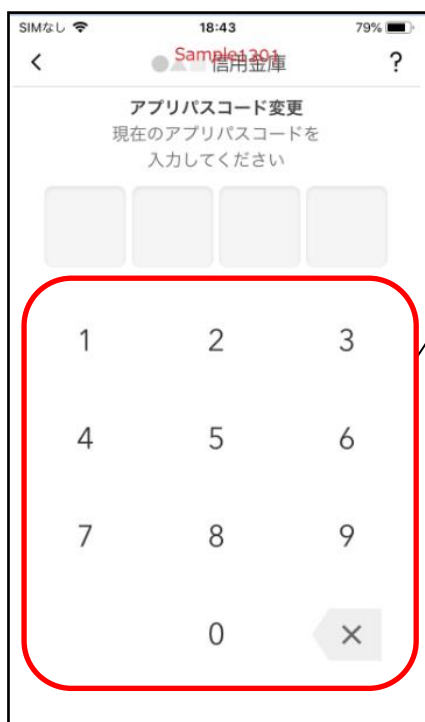 SIMなし 18:43 79%
< Sample1301 ●▲■信用金庫 ?
アプリパスコード変更
現在のアプリパスコードを
入力してください
1 2 3
4 5 6
7 8 9
0 ×